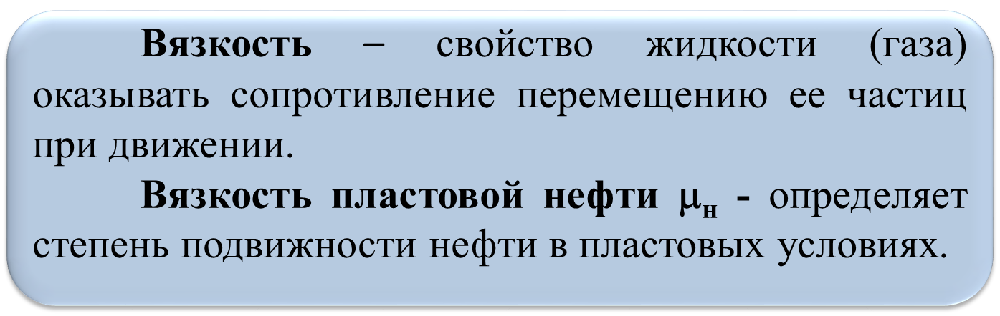 Вязкость – свойство жидкости (газа)
оказывать сопротивление перемещению ее частиц
при движении.
Вязкость пластовой нефти μн - определяет
степень подвижности нефти в пластовых условиях.